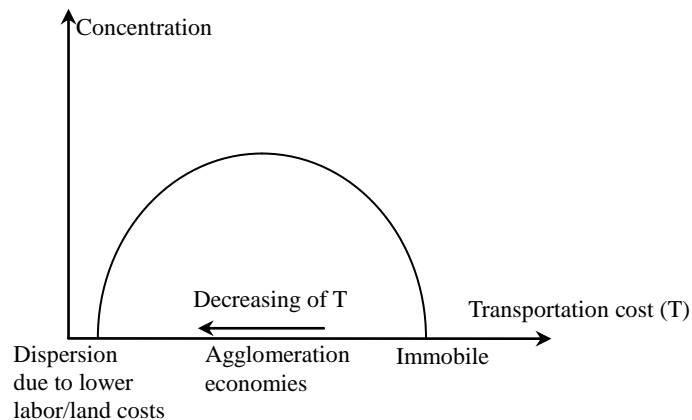 Concentration
Decreasing of T
Transportation cost (T)
Dispersion
due to lower
labor/land costs
Agglomeration
economies
Immobile